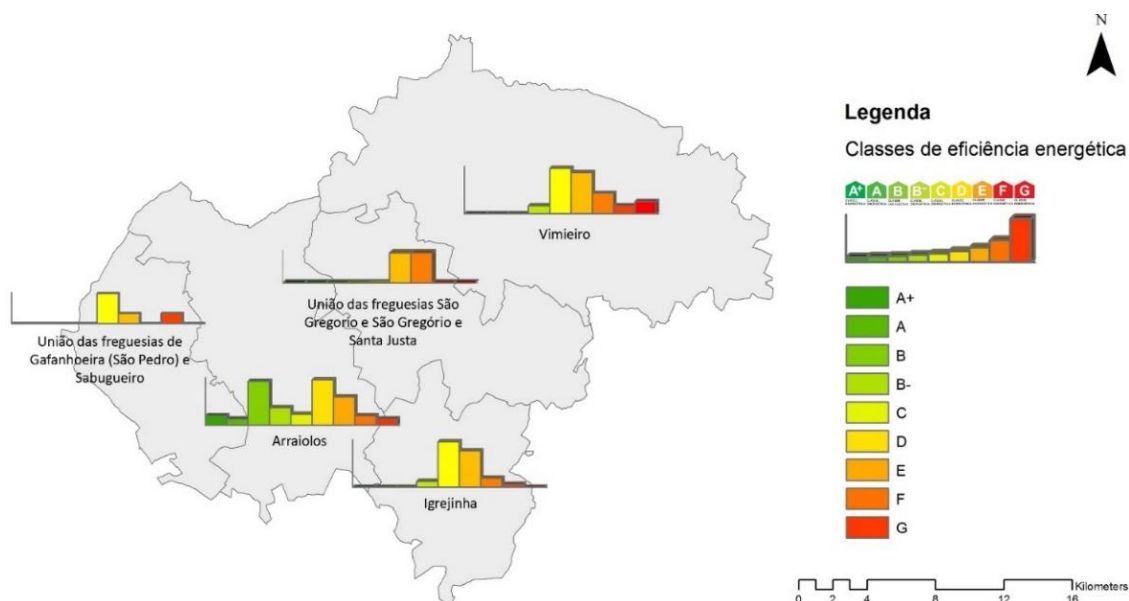 N
Legenda
Classes de eficiência energética
A+ A B B- C D E F G
A+
A
B
B-
C
D
E
F
G
Vimieiro
União das freguesias São
Gregorio e São Gregório e
Santa Justa
União das freguesias de
Gafanhoeira (São Pedro) e
Sabugueiro
Arraiolos
Igrejinha
Kilometers
0 2 4 8 12 16